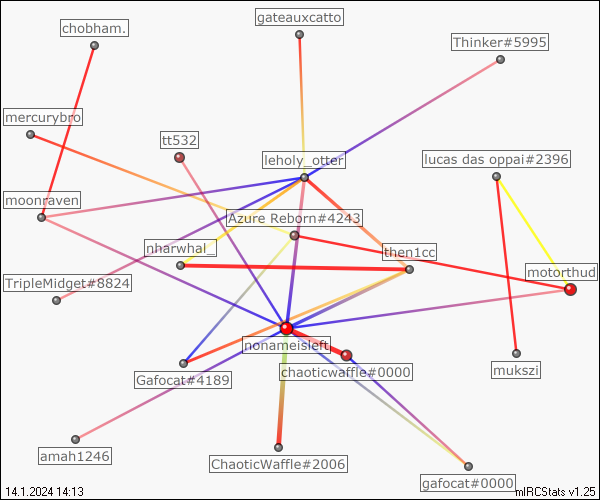 gateauxcatto
chobham.
Thinker#5995
mercurybro
tt532
leholy_otter
lucas das oppai#2396
moonraven
Azure Reborn#4243
nharwhal_
then1cc
TripleMidget#8824
motorthud
nonameisleft
chaoticwaffle#0000
mukszi
Gafocat#4189
amah1246
ChaoticWaffle#2006
gafocat#0000
14.1.2024 14:13
mIRCStats v1.25